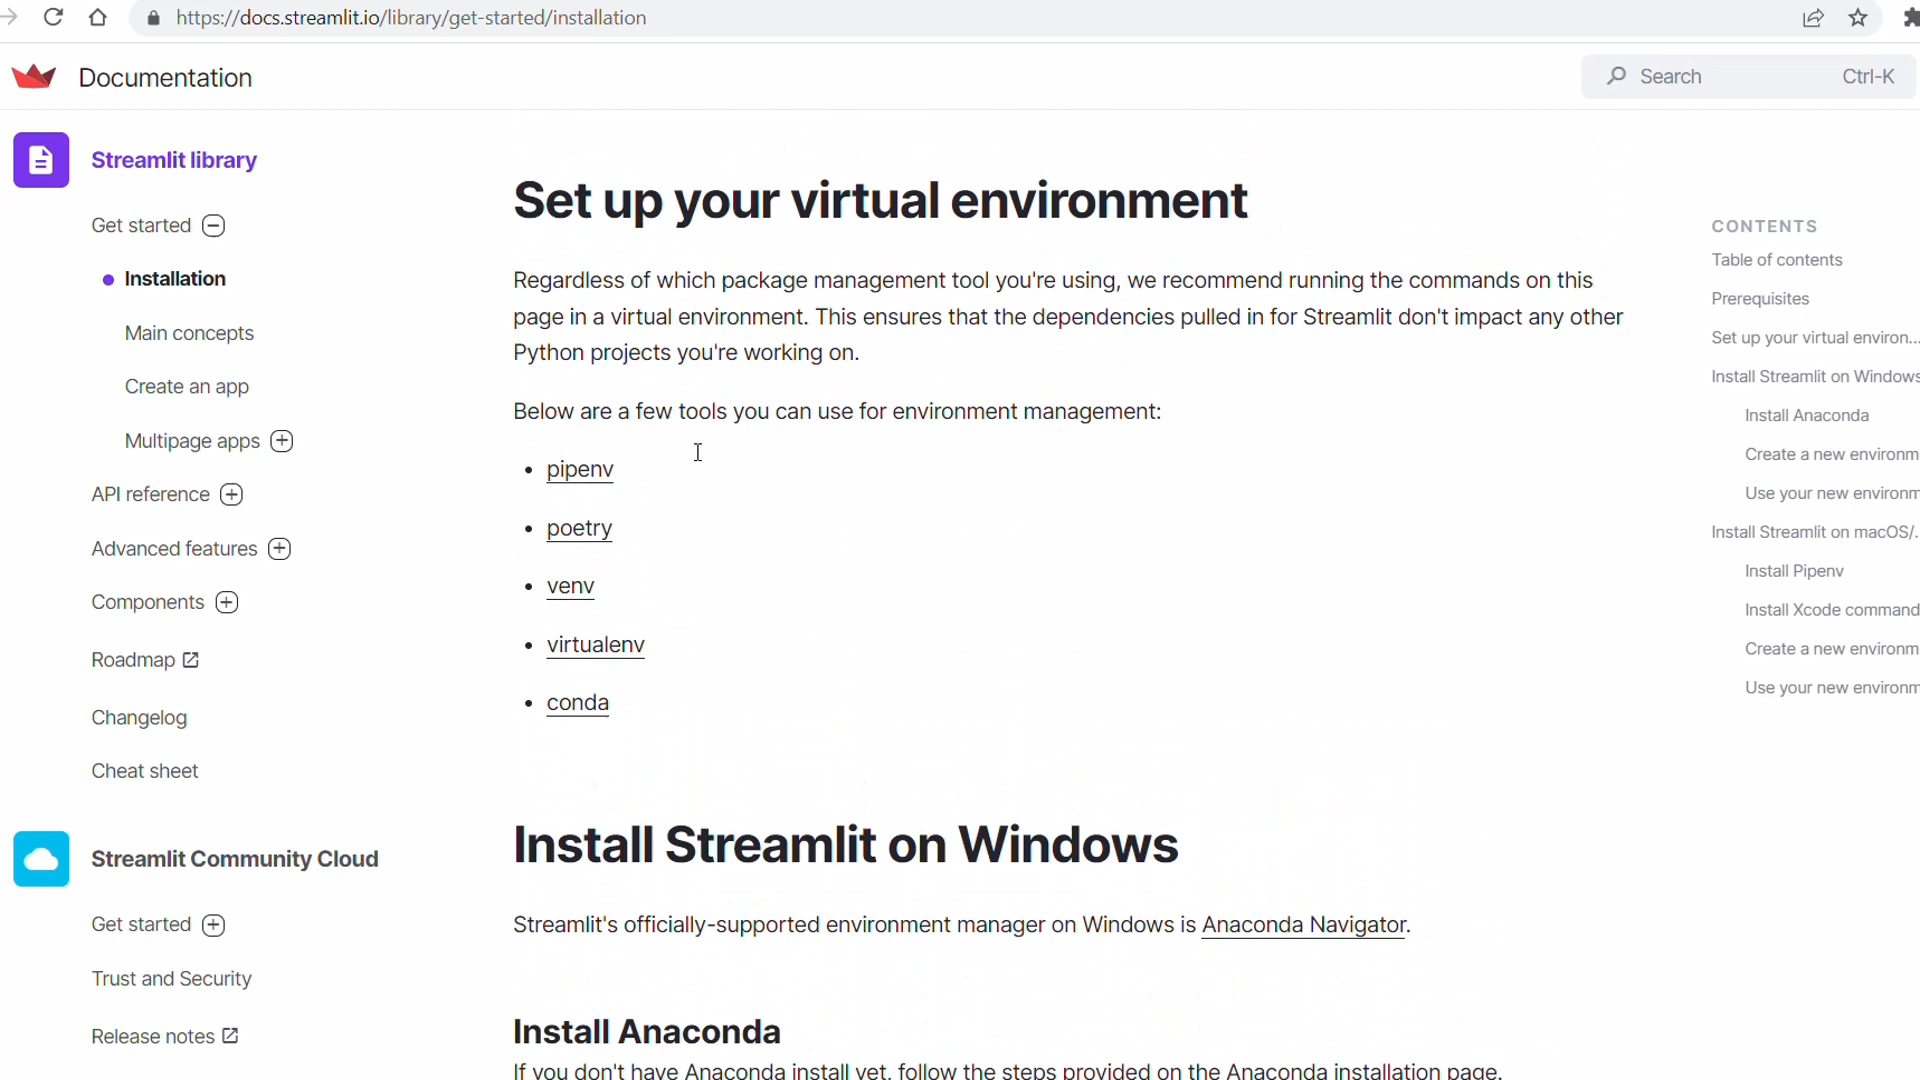 https://docs.streamlit.io/library/get-started/installation
Documentation
Search Ctrl-K
Streamlit library
Get started
Installation
Main concepts
Create an app
Multipage apps
API reference
Advanced features
Components
Roadmap
Changelog
Cheat sheet
Streamlit Community Cloud
Get started
Trust and Security
Release notes
Set up your virtual environment
Regardless of which package management tool you're using, we recommend running the commands on this
page in a virtual environment. This ensures that the dependencies pulled in for Streamlit don't impact any other
Python projects you're working on.
Below are a few tools you can use for environment management:
• pipenv
• poetry
• venv
• virtualenv
• conda
Install Streamlit on Windows
Streamlit's officially-supported environment manager on Windows is Anaconda Navigator.
Install Anaconda
If you don't have Anaconda install yet, follow the steps provided on the Anaconda installation page.
CONTENTS
Table of contents
Prerequisites
Set up your virtual environ...
Install Streamlit on Windows
Install Anaconda
Create a new environm
Use your new environm
Install Streamlit on macOS/.
Install Pipenv
Install Xcode command
Create a new environm
Use your new environm